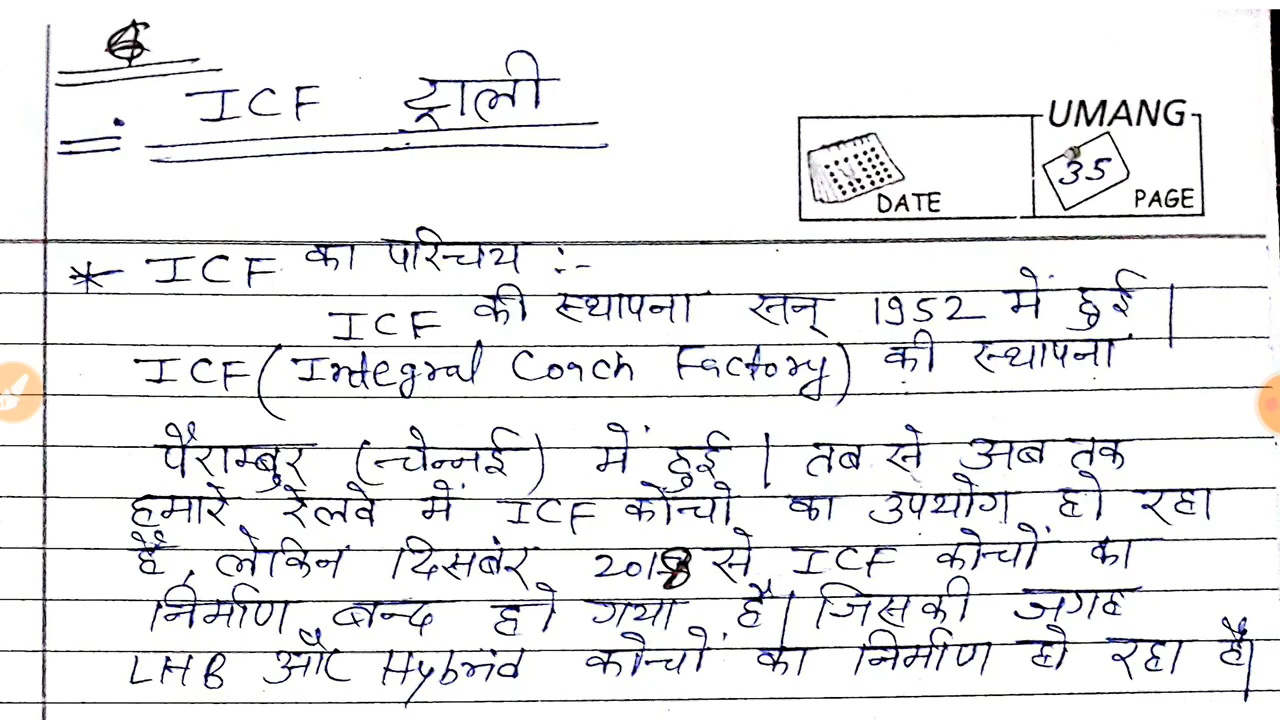 6
ICF ट्राली
UMANG
35
DATE
PAGE
* ICF का परिचय :-
ICF की स्थापना सन् 1952 में हुई |
ICF (Integral Coach Factory) की स्थापना
पैराम्बुर (चेन्नई) में हुई | तब से अब तक
हमारे रेलवे में ICF कोचो का उपयोग हो रहा
है, लेकिन दिसबंर 2018 से ICF कोचों का
निर्माण बन्द हो गया है। जिसकी जगह
LHB और Hybrid कोचों का निर्माण हो रहा है।